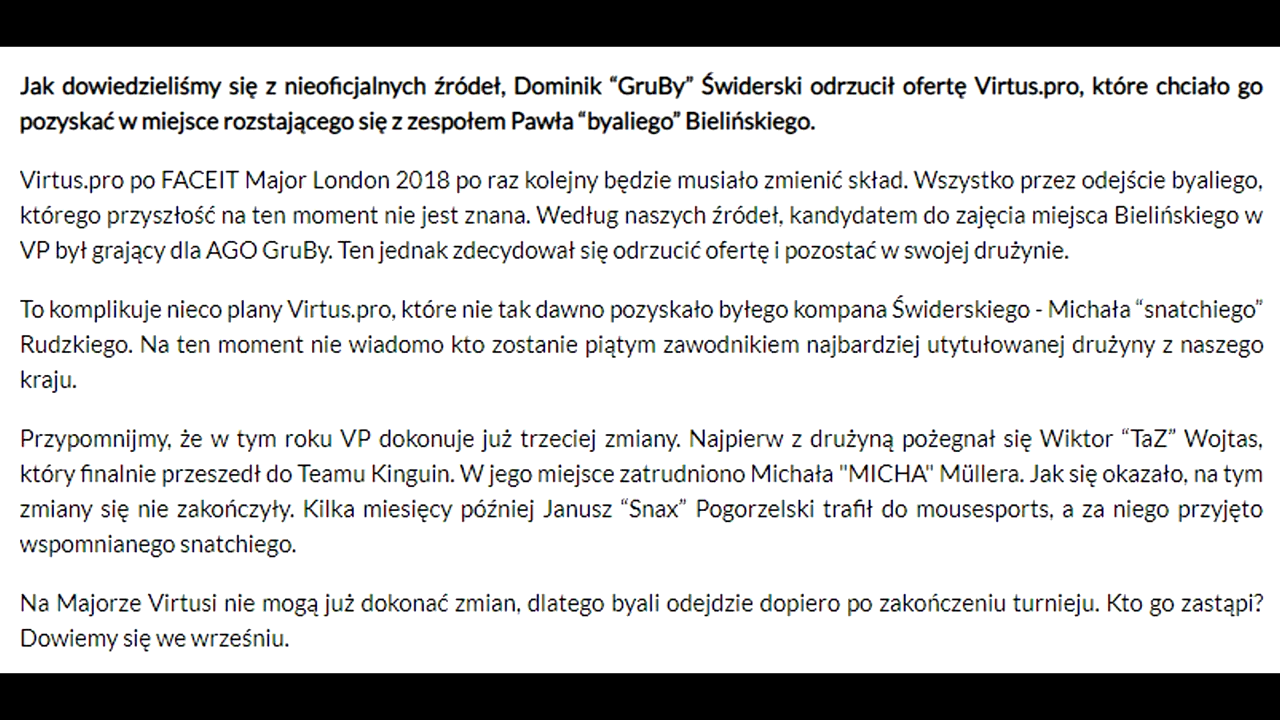 Jak dowiedzieliśmy się z nieoficjalnych źródeł, Dominik “GruBy” Świderski odrzucił ofertę Virtus.pro, które chciało go
pozyskać w miejsce rozstającego się z zespołem Pawła “byaliego” Bielińskiego.
Virtus.pro po FACEIT Major London 2018 po raz kolejny będzie musiało zmienić skład. Wszystko przez odejście byaliego,
którego przyszłość na ten moment nie jest znana. Według naszych źródeł, kandydatem do zajęcia miejsca Bielińskiego w
VP był grający dla AGO GruBy. Ten jednak zdecydował się odrzucić ofertę i pozostać w swojej drużynie.
To komplikuje nieco plany Virtus.pro, które nie tak dawno pozyskało byłego kompana Świderskiego - Michała “snatchiego”
Rudzkiego. Na ten moment nie wiadomo kto zostanie piątym zawodnikiem najbardziej utytułowanej drużyny z naszego
kraju.
Przypomnijmy, że w tym roku VP dokonuje już trzeciej zmiany. Najpierw z drużyną pożegnał się Wiktor “TaZ” Wojtas,
który finalnie przeszedł do Teamu Kinguin. W jego miejsce zatrudniono Michała "MICHA" Müllera. Jak się okazało, na tym
zmiany się nie zakończyły. Kilka miesięcy później Janusz “Snax” Pogorzelski trafił do mousesports, a za niego przyjęto
wspomnianego snatchiego.
Na Majorze Virtusi nie mogą już dokonać zmian, dlatego byali odejdzie dopiero po zakończeniu turnieju. Kto go zastąpi?
Dowiemy się we wrześniu.